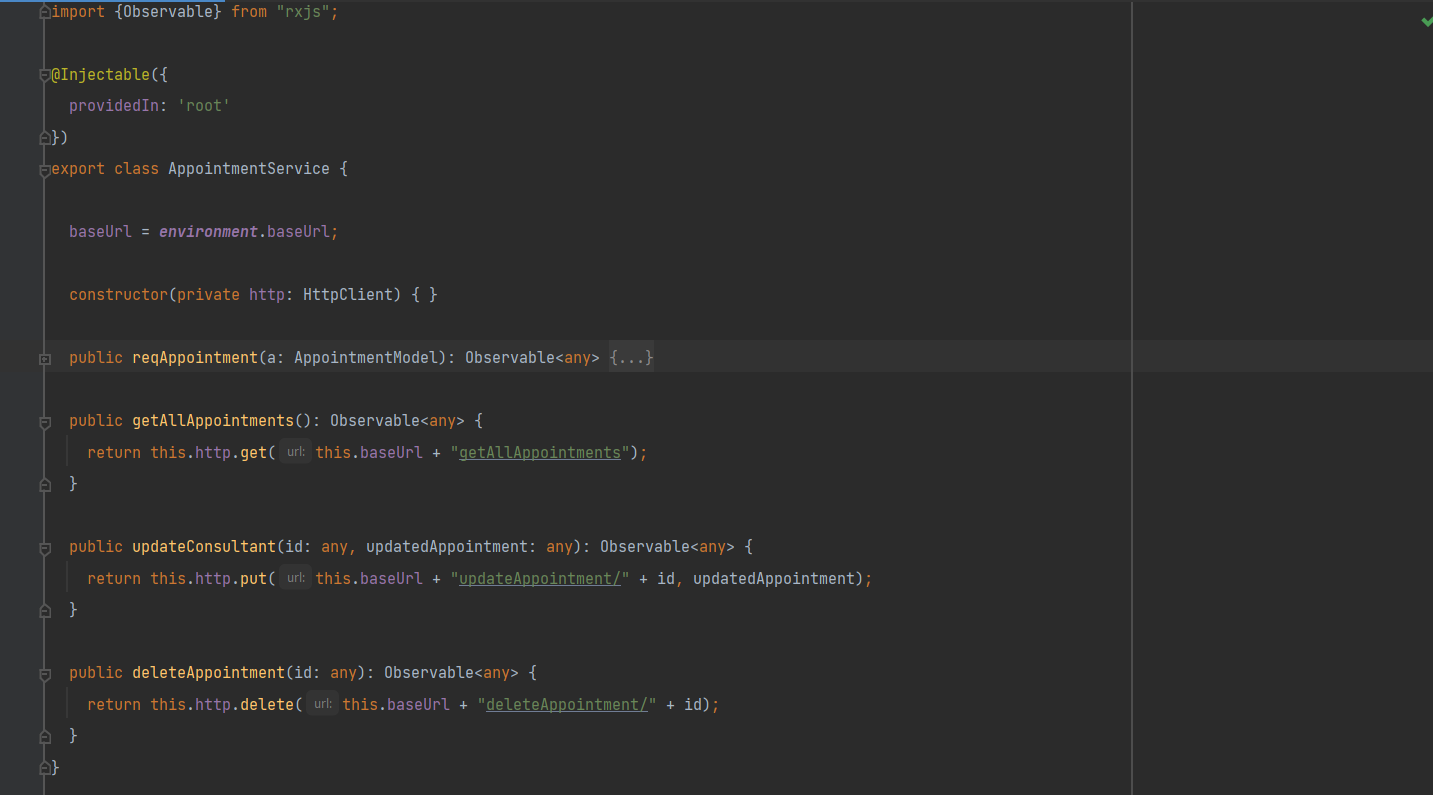 import {Observable} from "rxjs";
@Injectable({
  providedIn: 'root'
})
export class AppointmentService {
  baseUrl = environment.baseUrl;
  constructor(private http: HttpClient) { }
  public reqAppointment(a: AppointmentModel): Observable<any> {...}
  public getAllAppointments(): Observable<any> {
    return this.http.get( url: this.baseUrl + "getAllAppointments");
  }
  public updateConsultant(id: any, updatedAppointment: any): Observable<any> {
    return this.http.put( url: this.baseUrl + "updateAppointment/" + id, updatedAppointment);
  }
  public deleteAppointment(id: any): Observable<any> {
    return this.http.delete( url: this.baseUrl + "deleteAppointment/" + id);
  }
}